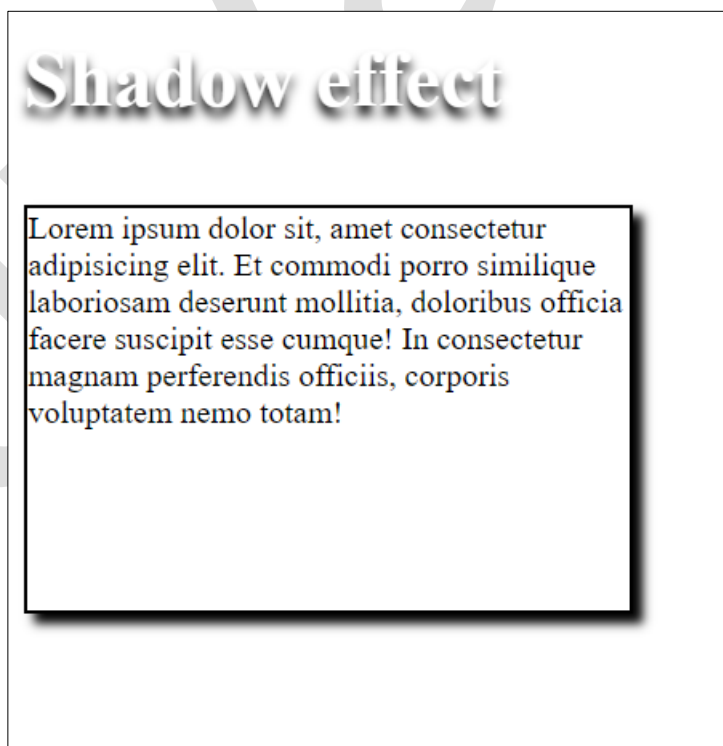 Shadow effect
Lorem ipsum dolor sit, amet consectetur
adipisicing elit. Et commodi porro similique
laboriosam deserunt mollitia, doloribus officia
facere suscipit esse cumque! In consectetur
magnam perferendis officiis, corporis
voluptatem nemo totam!